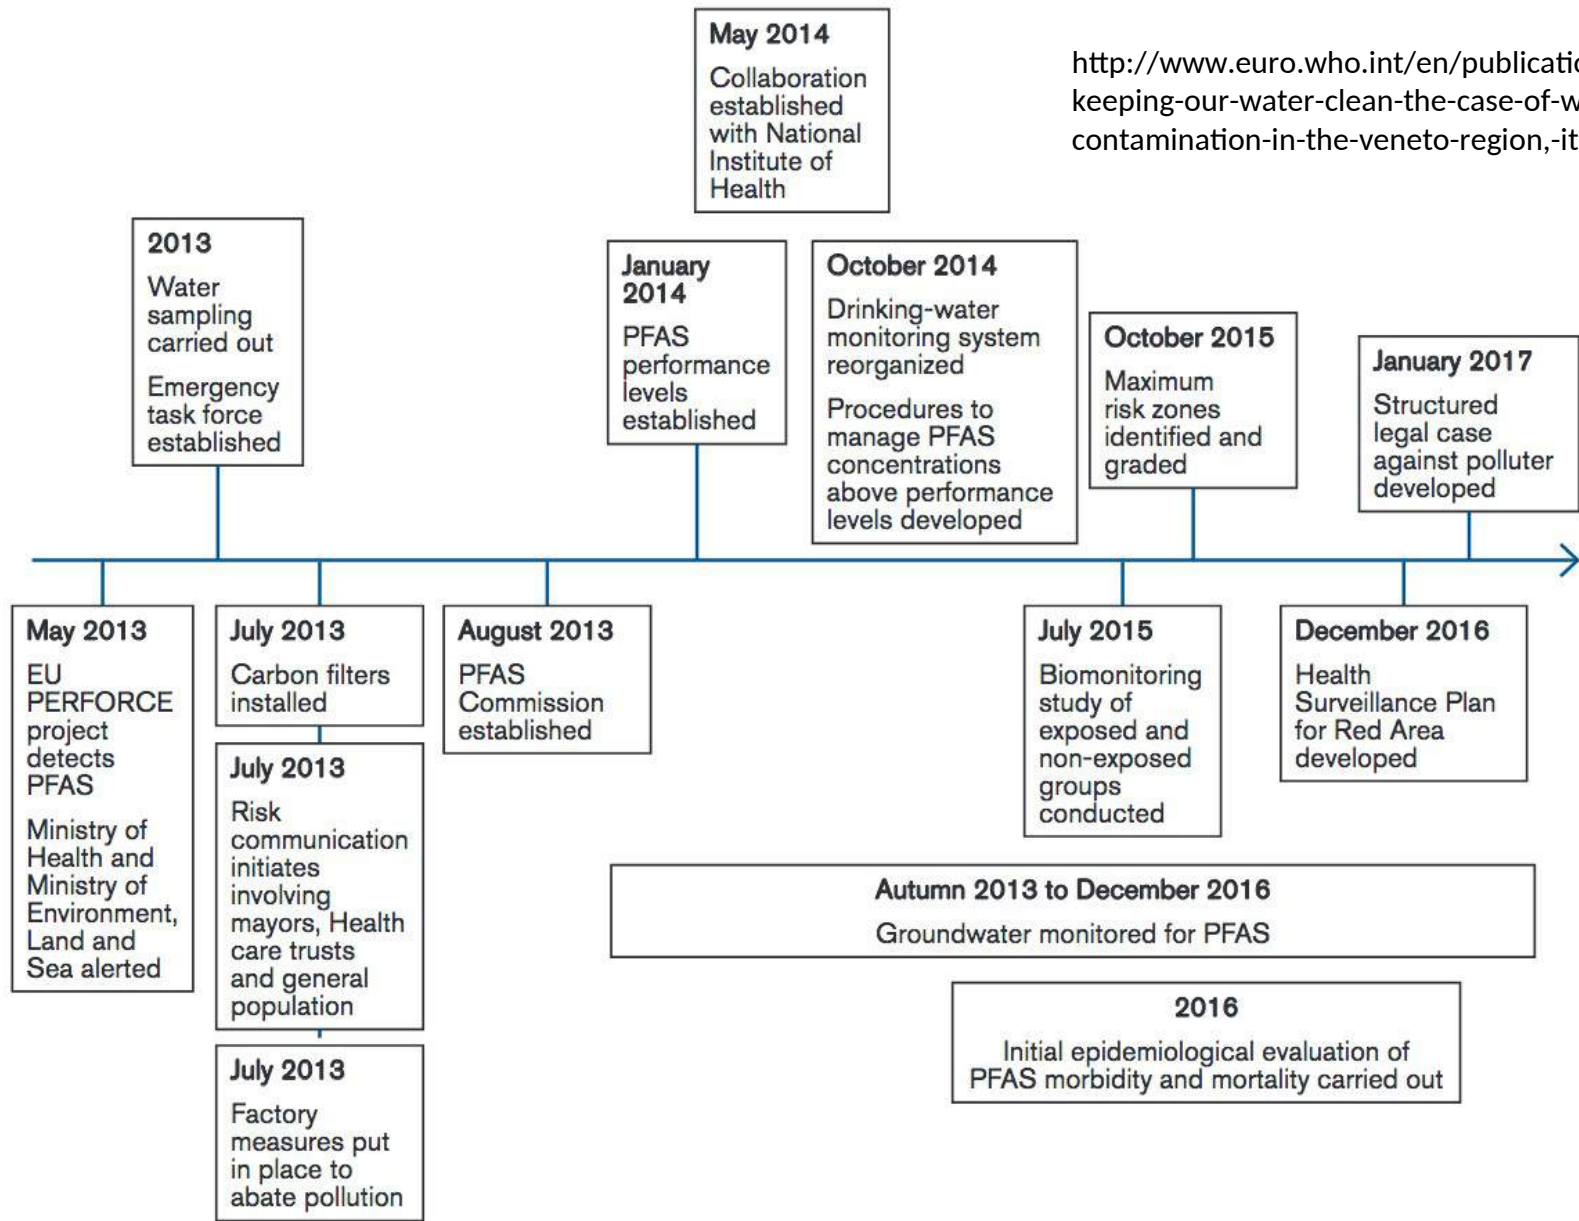 May 2014
Collaboration
established
with National
Institute of
Health
http://www.euro.who.int/en/publicatio
keeping-our-water-clean-the-case-of-w
contamination-in-the-veneto-region,-it
2013
Water
sampling
carried out
Emergency
task force
established
January
2014
PFAS
performance
levels
established
October 2014
Drinking-water
monitoring system
reorganized
Procedures to
manage PFAS
concentrations
above performance
levels developed
October 2015
Maximum
risk zones
identified and
graded
January 2017
Structured
legal case
against polluter
developed
May 2013
EU
PERFORCE
project
detects
PFAS
Ministry of
Health and
Ministry of
Environment,
Land and
Sea alerted
July 2013
Carbon filters
installed
July 2013
Risk
communication
initiates
involving
mayors, Health
care trusts
and general
population
July 2013
Factory
measures put
in place to
abate pollution
August 2013
PFAS
Commission
established
July 2015
Biomonitoring
study of
exposed and
non-exposed
groups
conducted
December 2016
Health
Surveillance Plan
for Red Area
developed
Autumn 2013 to December 2016
Groundwater monitored for PFAS
2016
Initial epidemiological evaluation of
PFAS morbidity and mortality carried out